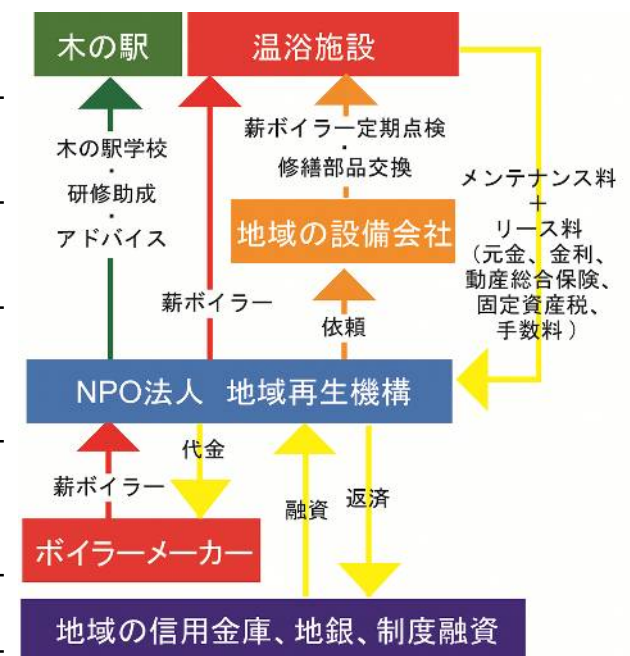 木の駅
温浴施設
木の駅学校
・
研修助成
・
アドバイス
薪ボイラー定期点検
・
修繕部品交換
メンテナンス料
＋
リース料
（元金、金利、
動産総合保険、
固定資産税、
手数料）
地域の設備会社
薪ボイラー
依頼
NPO法人　地域再生機構
薪ボイラー
代金
融資
返済
ボイラーメーカー
地域の信用金庫、地銀、制度融資